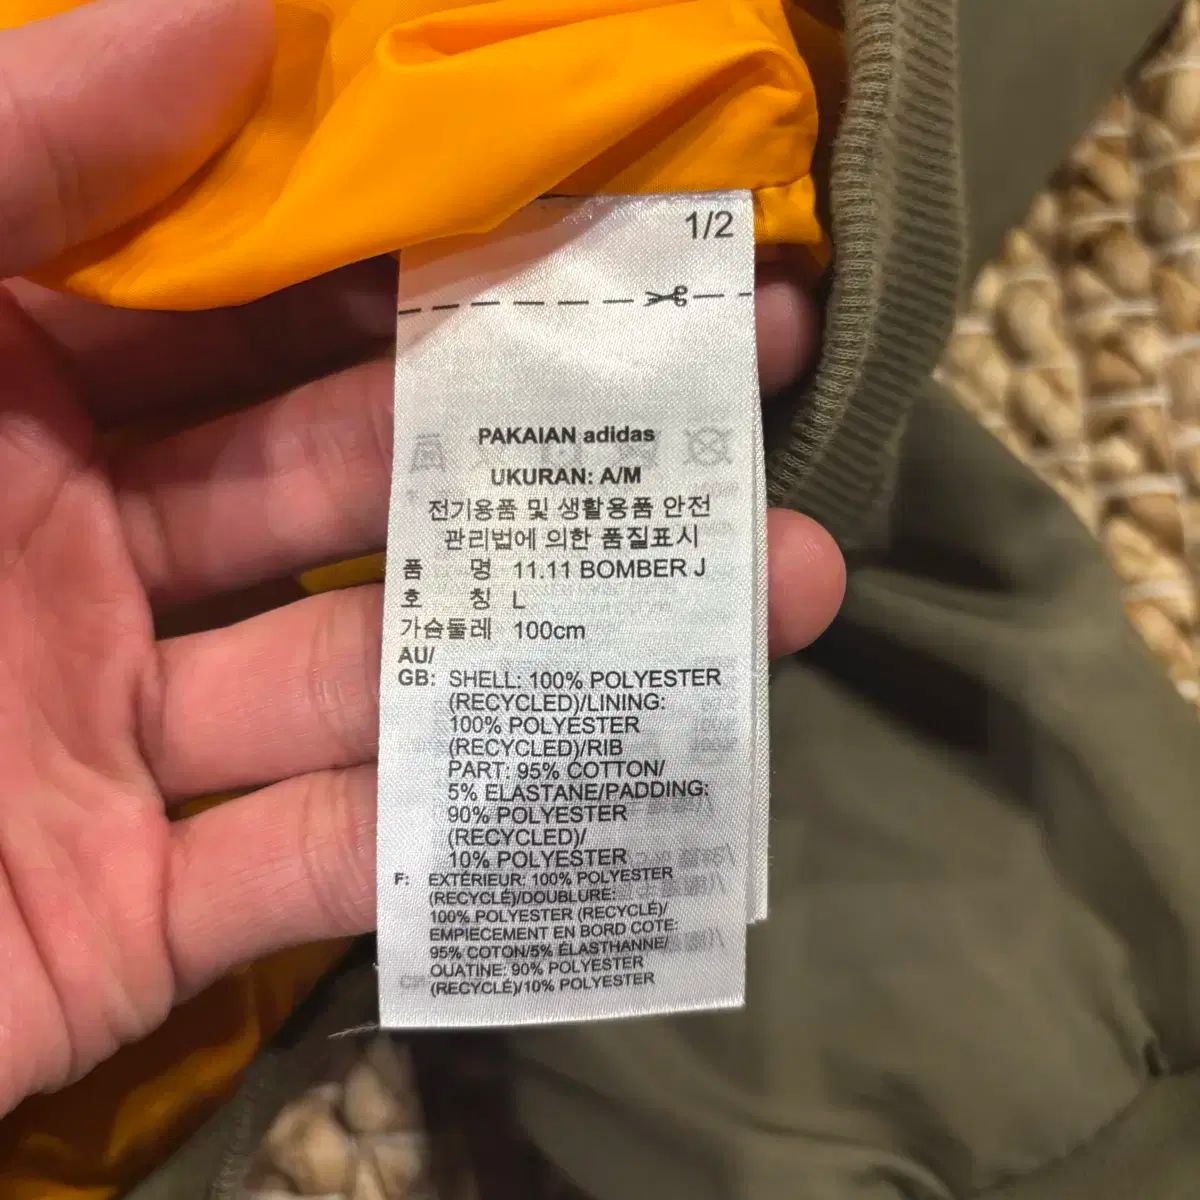 1/2
PAKAIAN adidas
UKURAN: A/M
전기용품 및 생활용품 안전
관리법에 의한 품질표시
품 명 11.11 BOMBER J
호 칭 L
가슴둘레 100cm
AU/
GB: SHELL: 100% POLYESTER
(RECYCLED)/LINING:
100% POLYESTER
(RECYCLED)/RIB
PART: 95% COTTON/
5% ELASTANE/PADDING:
90% POLYESTER
(RECYCLED)/
10% POLYESTER
F: EXTÉRIEUR: 100% POLYESTER
(RECYCLÉ)/DOUBLURE:
100% POLYESTER (RECYCLÉ)/
EMPIECEMENT EN BORD COTE:
95% COTON/5% ÉLASTHANNE/
OUATINE: 90% POLYESTER
(RECYCLÉ)/10% POLYESTER